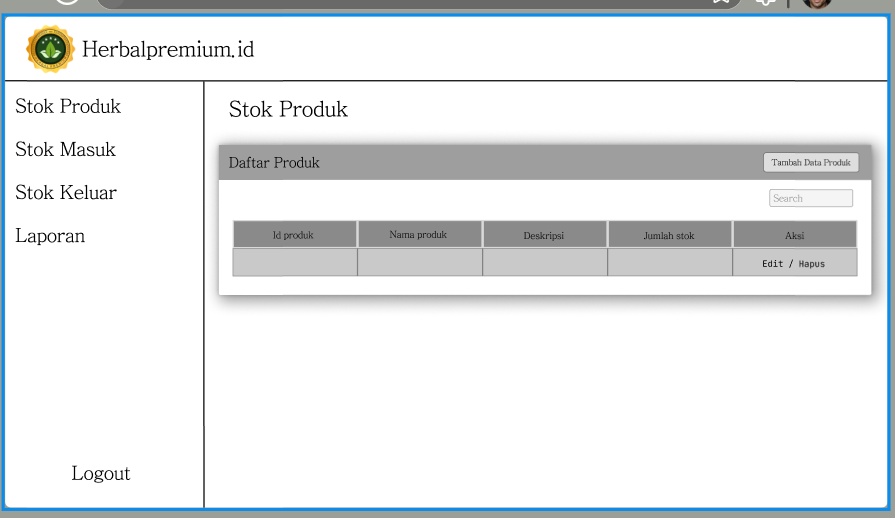 Herbalpremium.id
Stok Produk
Stok Masuk
Stok Keluar
Laporan
Logout
Stok Produk
Daftar Produk
Tambah Data Produk
Search
Id produk Nama produk Deskripsi Jumlah stok Aksi
Edit / Hapus